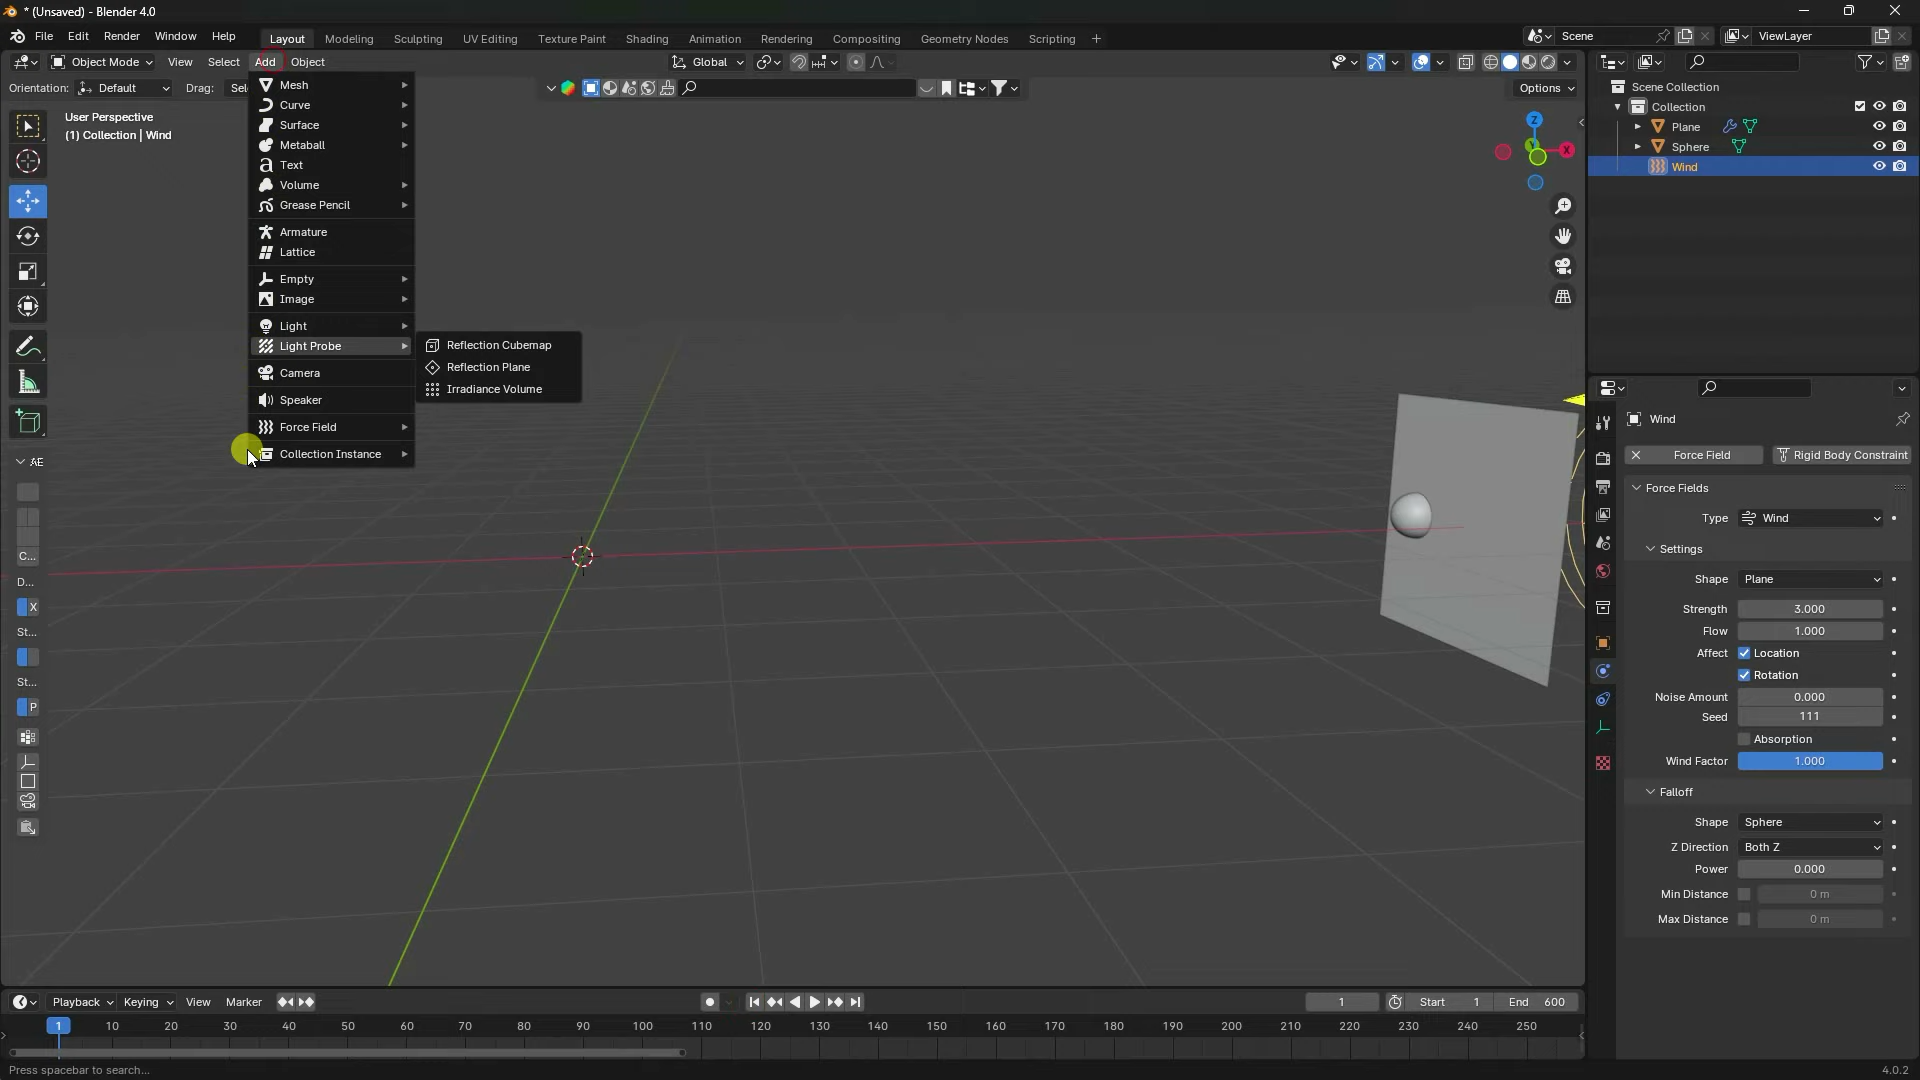 * (Unsaved) - Blender 4.0
File Edit Render Window Help
Layout Modeling Sculpting UV Editing Texture Paint Shading Animation Rendering Compositing Geometry Nodes Scripting +
Scene
ViewLayer
Object Mode View Select Add Object
Global
Orientation: Default Drag: Sel
Options
User Perspective
(1) Collection | Wind
Mesh
Curve
Surface
Metaball
Text
Volume
Grease Pencil
Armature
Lattice
Empty
Image
Light
Light Probe
Camera
Speaker
Force Field
Collection Instance
Reflection Cubemap
Reflection Plane
Irradiance Volume
Z
Y
X
AE
C...
D...
X
St...
St...
P
Scene Collection
Collection
Plane
Sphere
Wind
Wind
Force Field
Rigid Body Constraint
Force Fields
Type Wind
Settings
Shape Plane
Strength 3.000
Flow 1.000
Affect Location
Rotation
Noise Amount 0.000
Seed 111
Absorption
Wind Factor 1.000
Falloff
Shape Sphere
Z Direction Both Z
Power 0.000
Min Distance 0 m
Max Distance 0 m
Playback Keying View Marker
1
Start 1 End 600
1 10 20 30 40 50 60 70 80 90 100 110 120 130 140 150 160 170 180 190 200 210 220 230 240 250
Press spacebar to search...
4.0.2